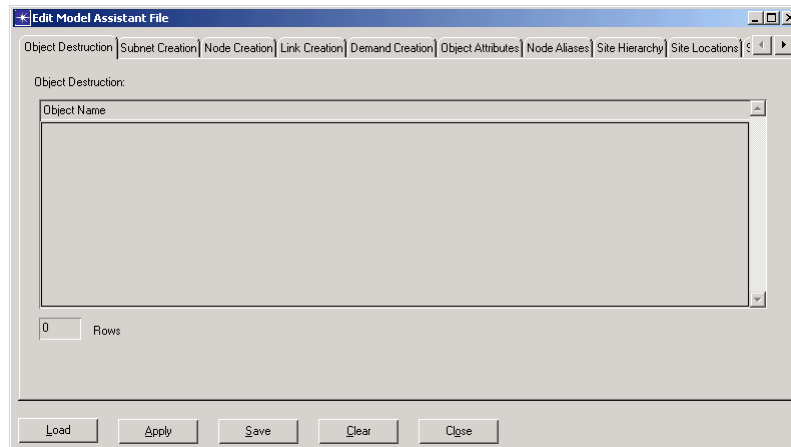 Edit Model Assistant File
Object Destruction Subnet Creation Node Creation Link Creation Demand Creation Object Attributes Node Aliases Site Hierarchy Site Locations
Object Destruction:
Object Name
0 Rows
Load Apply Save Clear Close